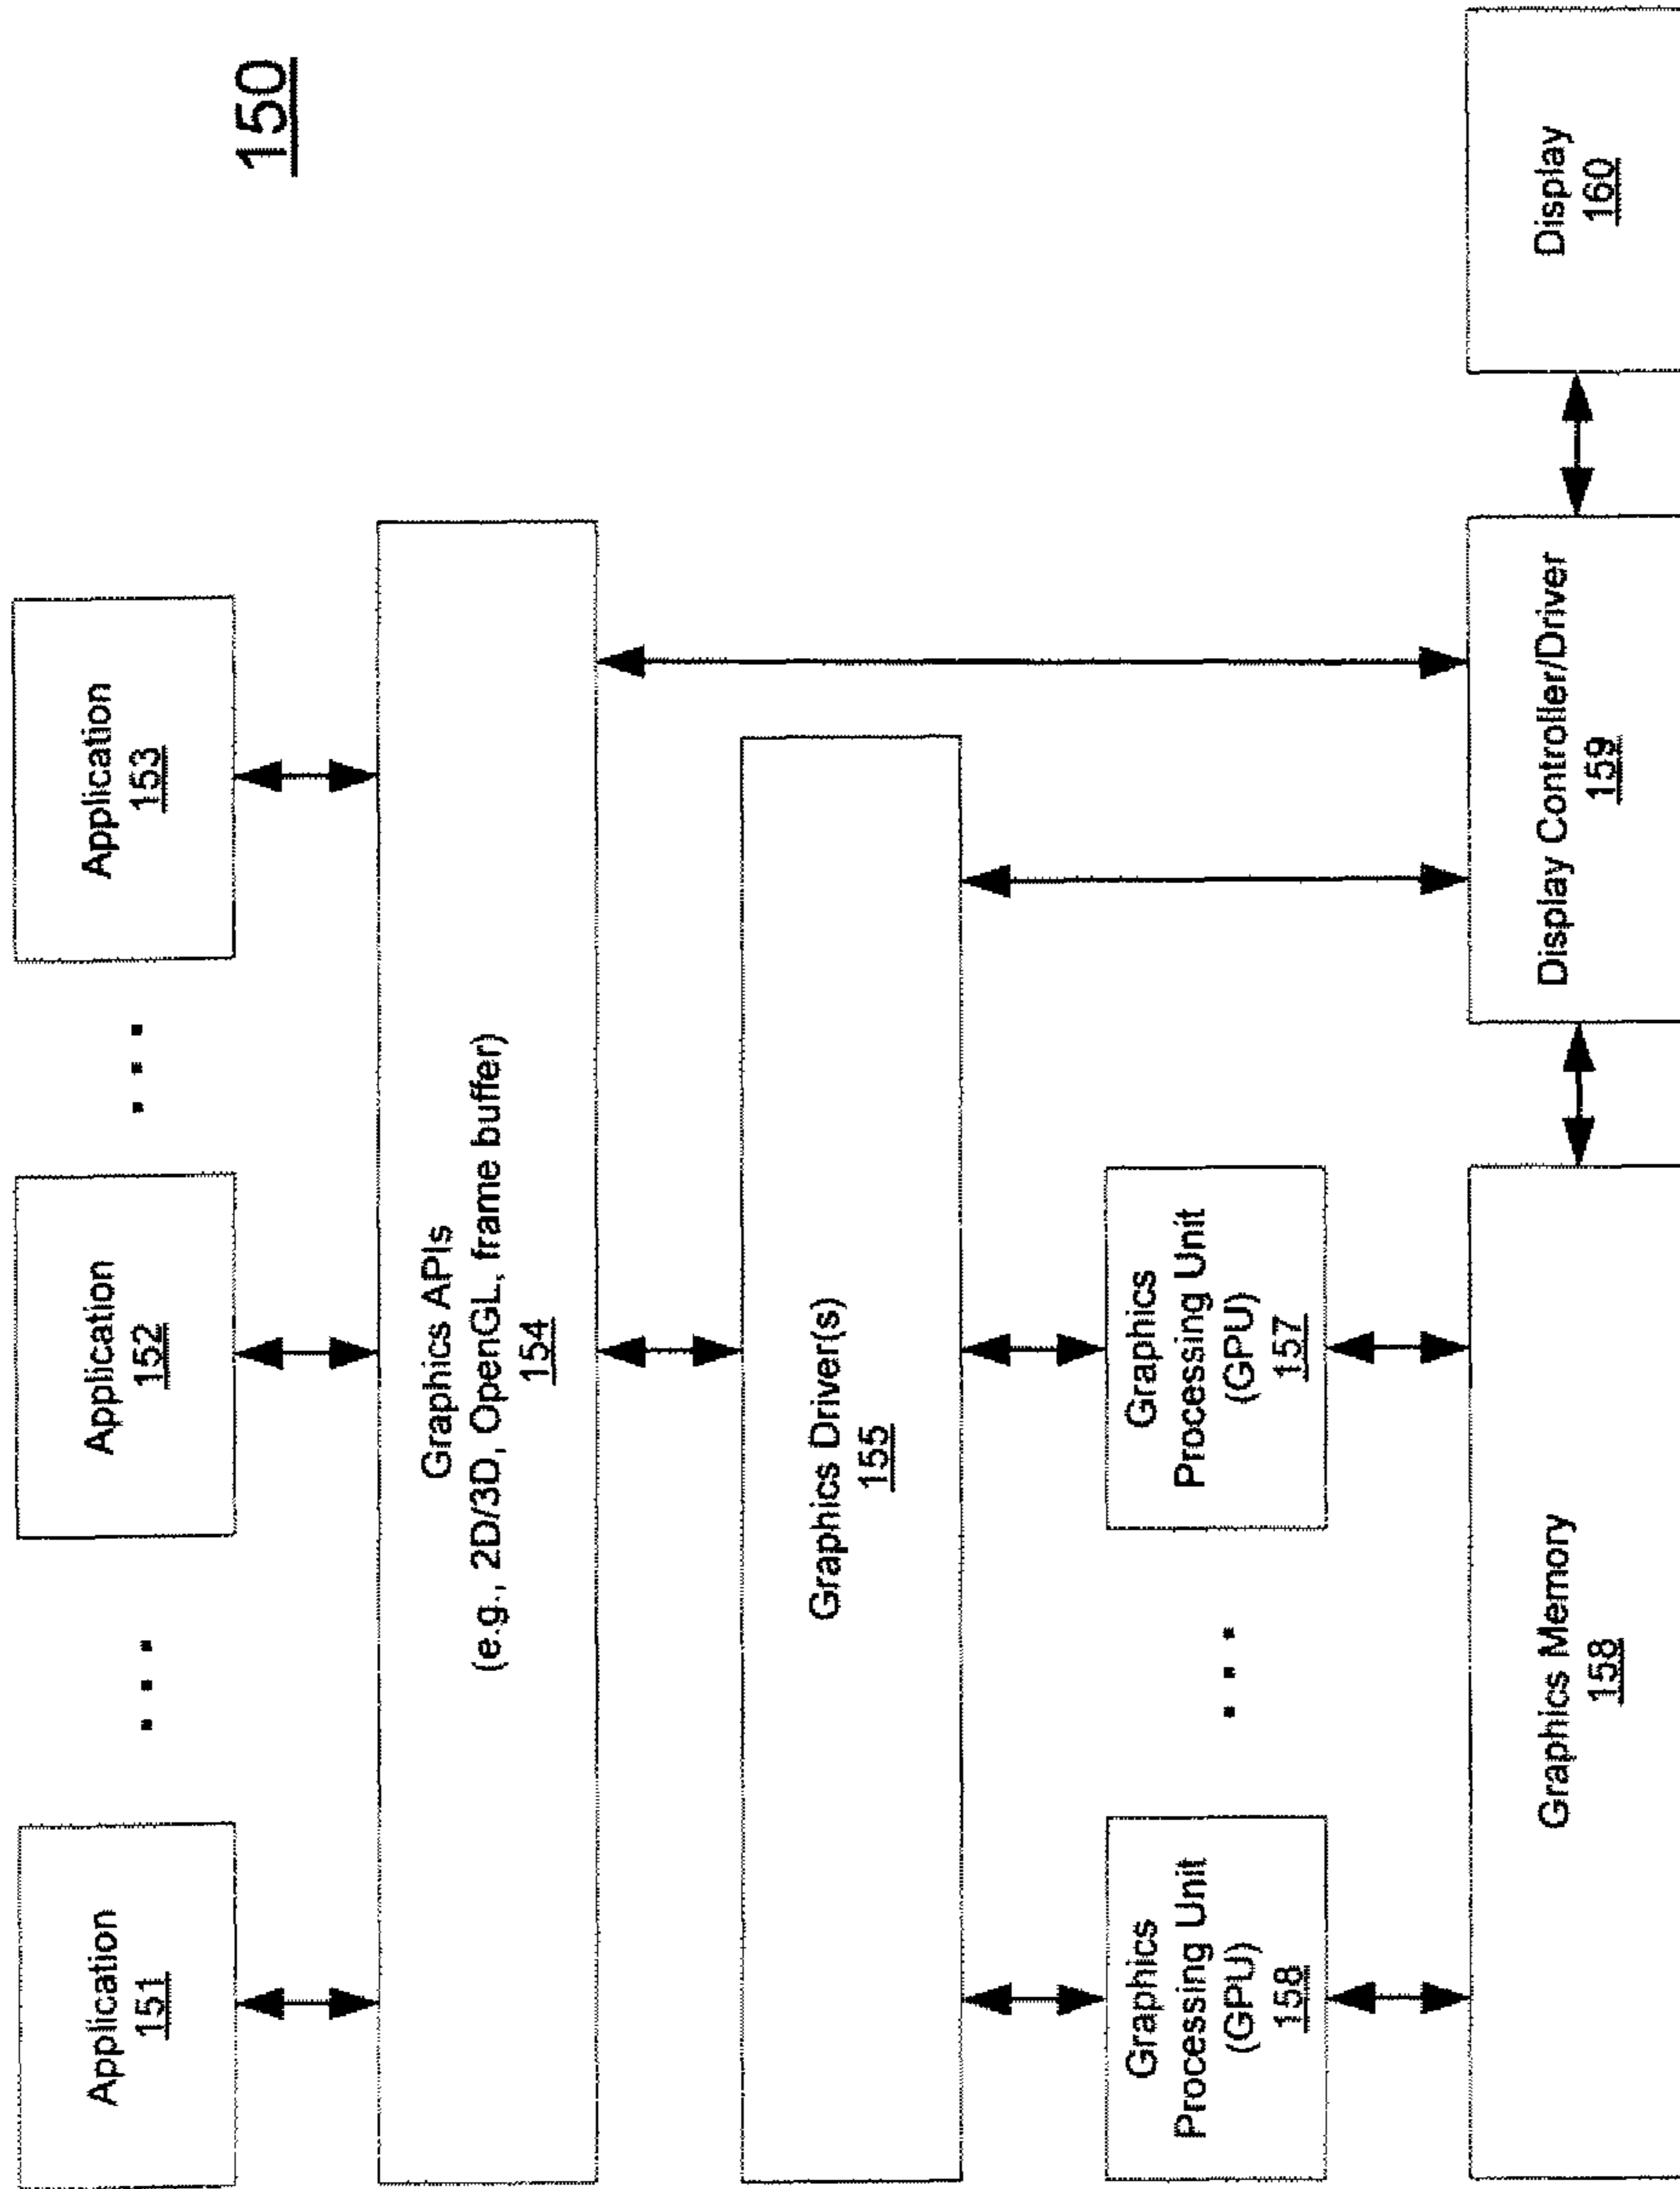 150
Application
151
. . .
Application
152
. . .
Application
153
Graphics APIs
(e.g., 2D/3D, OpenGL, frame buffer)
154
Graphics Driver(s)
155
Graphics
Processing Unit
(GPU)
158
. . .
Graphics
Processing Unit
(GPU)
157
Graphics Memory
158
Display Controller/Driver
159
Display
160